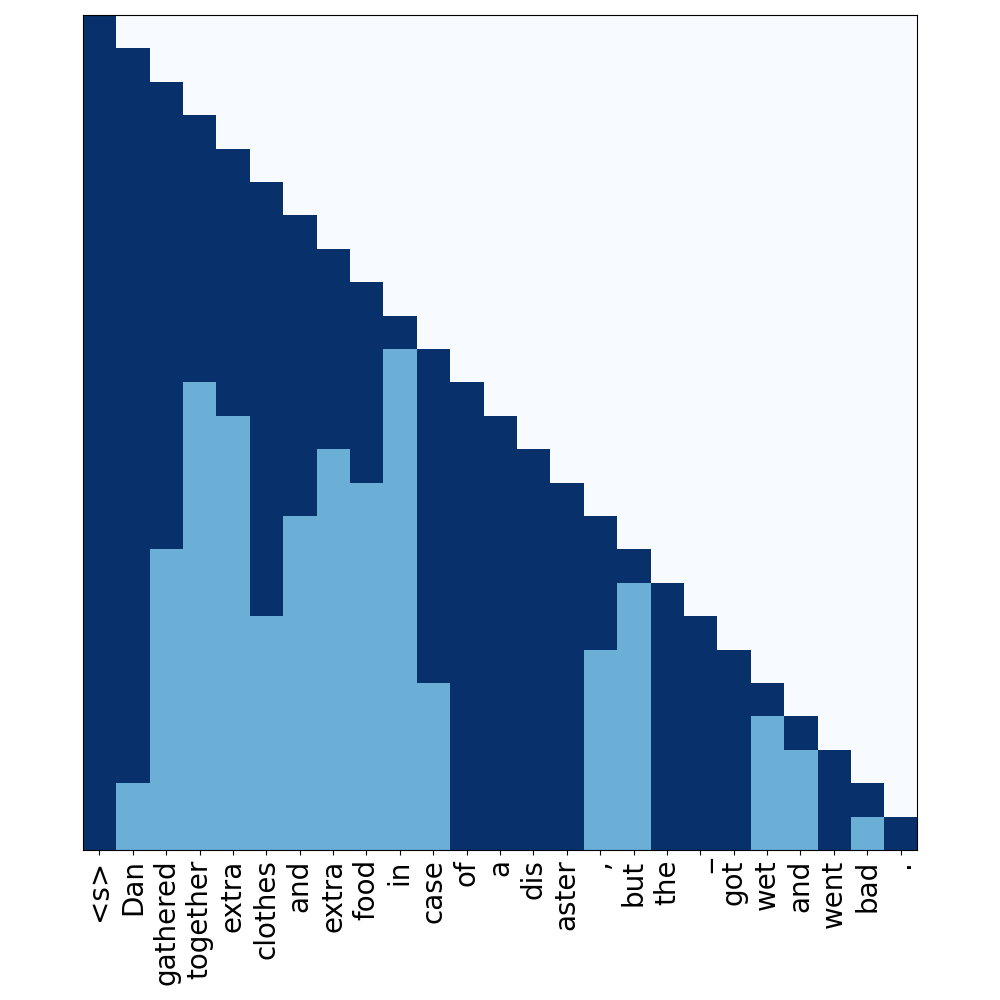 <s> Dan gathered together extra clothes and extra food in case of a dis aster , but the _ got wet and went bad .